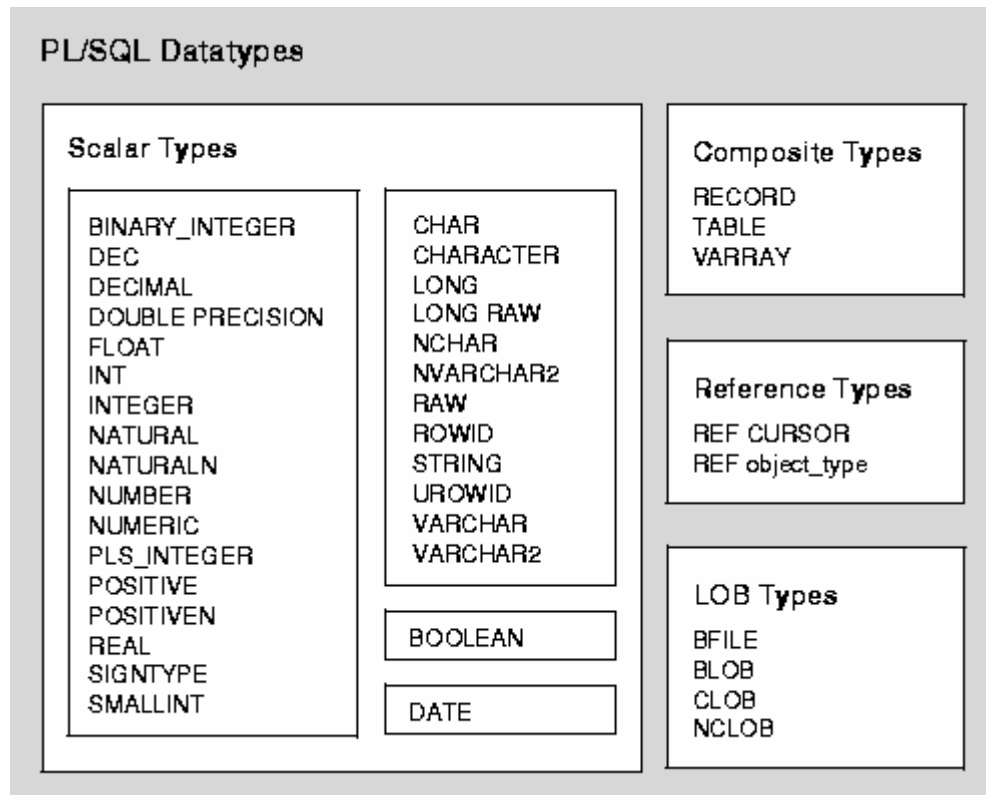 PL/SQL Datatypes
Scalar Types
BINARY_INTEGER
DEC
DECIMAL
DOUBLE PRECISION
FLOAT
INT
INTEGER
NATURAL
NATURALN
NUMBER
NUMERIC
PLS_INTEGER
POSITIVE
POSITIVEN
REAL
SIGNTYPE
SMALLINT
CHAR
CHARACTER
LONG
LONG RAW
NCHAR
NVARCHAR2
RAW
ROWID
STRING
UROWID
VARCHAR
VARCHAR2
BOOLEAN
DATE
Composite Types
RECORD
TABLE
VARRAY
Reference Types
REF CURSOR
REF object_type
LOB Types
BFILE
BLOB
CLOB
NCLOB